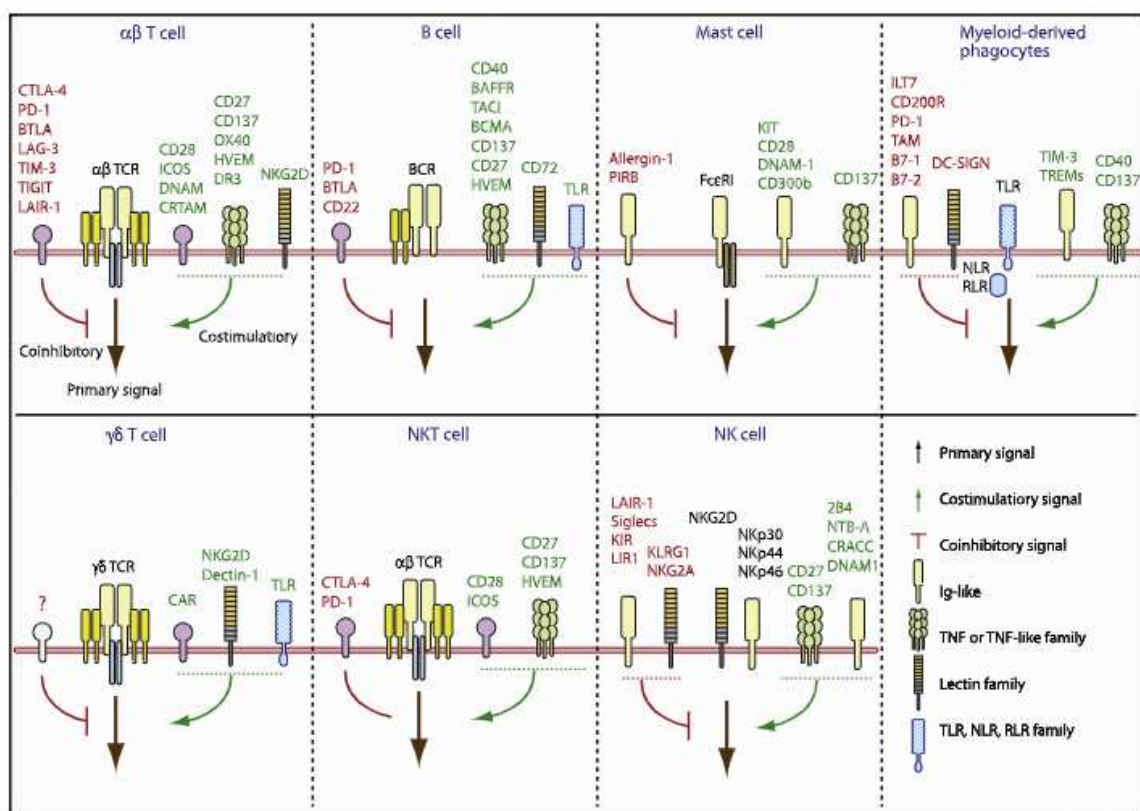 αβ T cell
CTLA-4
PD-1
BTLA
LAG-3
TIM-3
TIGIT
LAIR-1
αβ TCR
CD28
ICOS
DNAM
CRTAM
CD27
CD137
OX40
HVEM
DR3
NKG2D
Coinhibitory
Costimulatiory
Primary signal
B cell
PD-1
BTLA
CD22
BCR
CD40
BAFFR
TACI
BCMA
CD137
CD27
HVEM
CD72
TLR
Mast cell
Allergin-1
PIRB
FcεRI
KIT
CD28
DNAM-1
CD300b
CD137
Myeloid-derived
phagocytes
ILT7
CD200R
PD-1
TAM
B7-1
B7-2
DC-SIGN
TLR
NLR
RLR
TIM-3
TREMs
CD40
CD137
γδ T cell
?
γδ TCR
CAR
NKG2D
Dectin-1
TLR
NKT cell
CTLA-4
PD-1
αβ TCR
CD28
ICOS
CD27
CD137
HVEM
NK cell
LAIR-1
Siglecs
KIR
LIR1
KLRG1
NKG2A
NKG2D
NKp30
NKp44
NKp46
CD27
CD137
2B4
NTB-A
CRACC
DNAM1
Primary signal
Costimulatiory signal
Coinhibitory signal
Ig-like
TNF or TNF-like family
Lectin family
TLR, NLR, RLR family